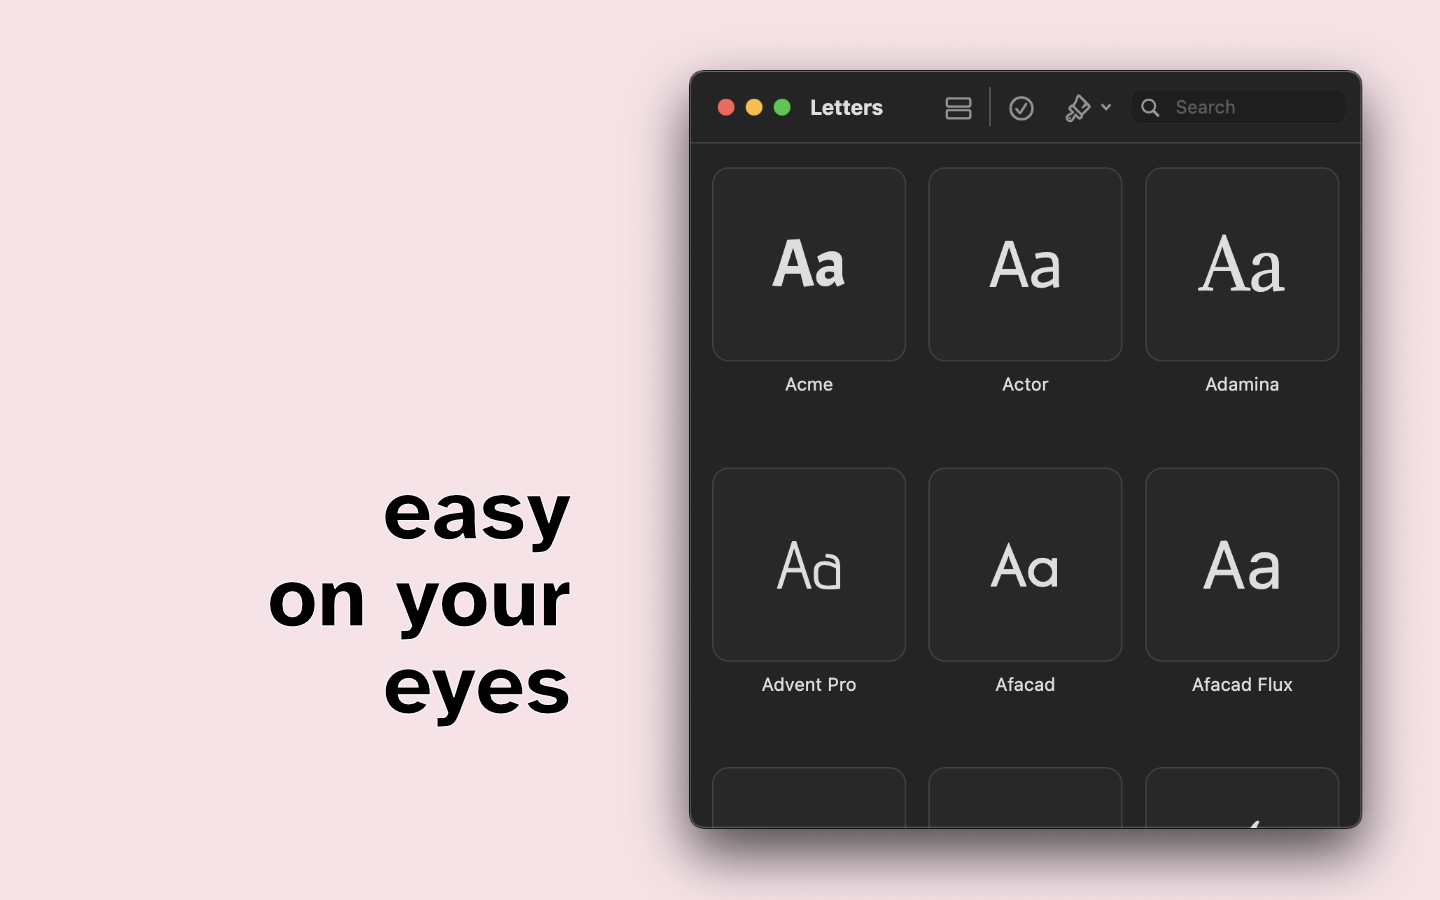 easy
on your
eyes
Letters
Search
Aa
Aa
Aa
Acme
Actor
Adamina
Aa
Aa
Aa
Advent Pro
Afacad
Afacad Flux